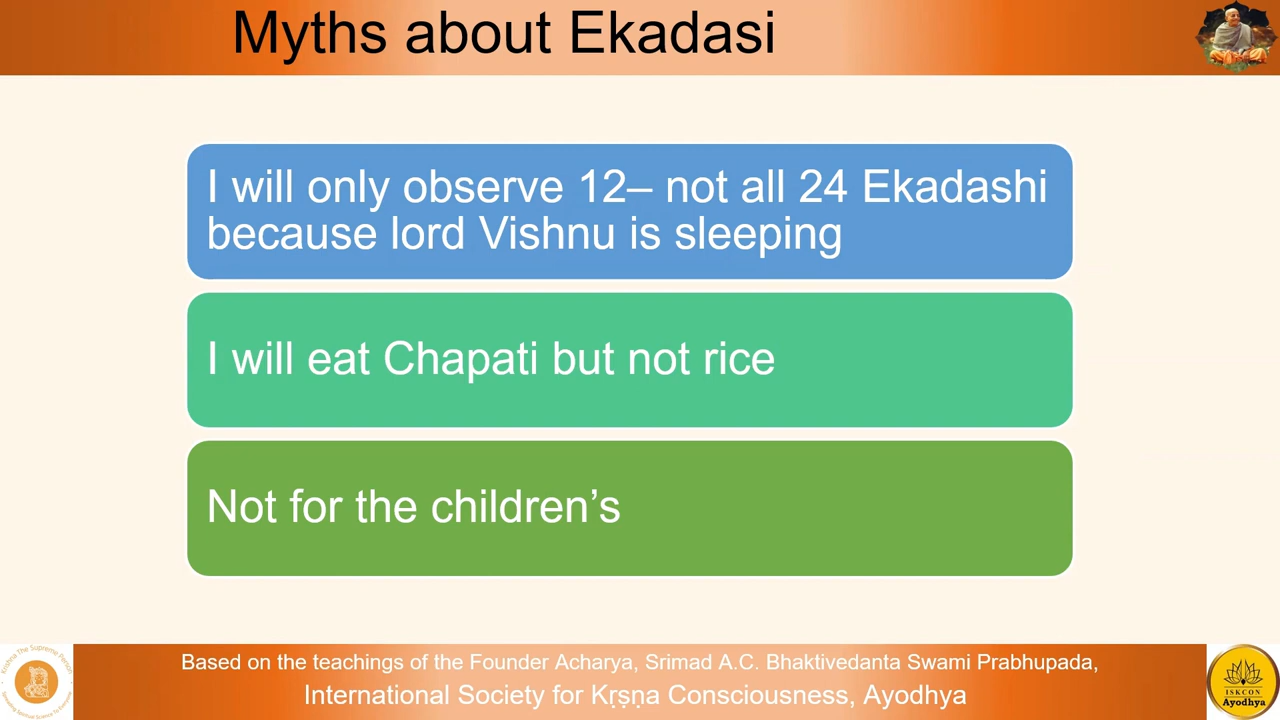 Myths about Ekadasi
I will only observe 12– not all 24 Ekadashi
because lord Vishnu is sleeping
I will eat Chapati but not rice
Not for the children’s
Based on the teachings of the Founder Acharya, Srimad A.C. Bhaktivedanta Swami Prabhupada,
International Society for Kṛṣṇa Consciousness, Ayodhya
ISKCON
Ayodhya